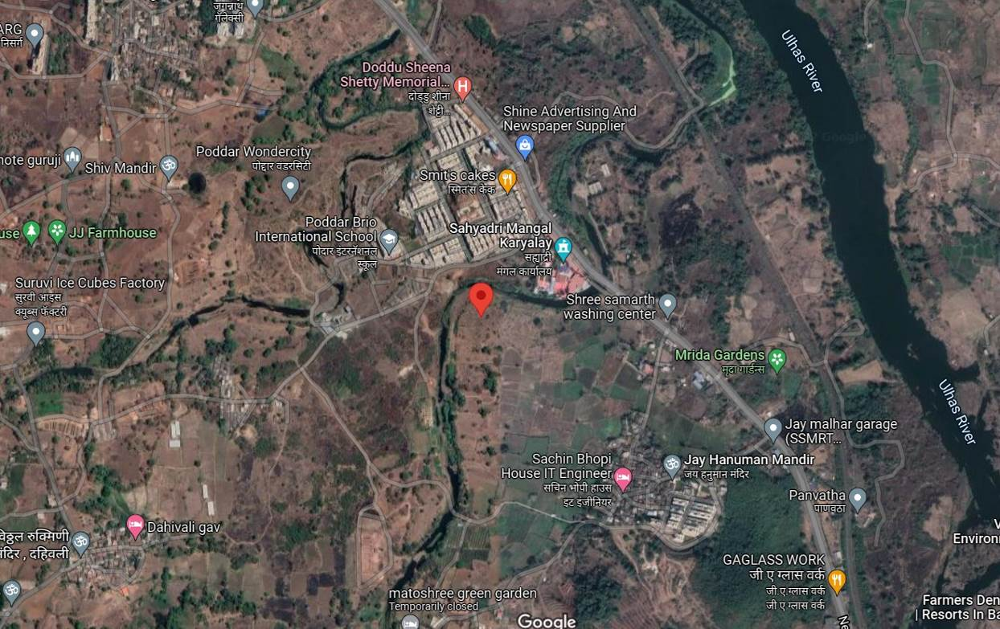 जगन्नाथ
गॅलेक्सी
ARG
निसर्ग
Doddu Sheena
Shetty Memorial...
दोड्डु शीना
शेट्टी...
Ulhas River
Shine Advertising And
Newspaper Supplier
Poddar Wondercity
पोद्दार वंडरसिटी
note guruji
Shiv Mandir
Smit's cakes
स्मित'स केक
Poddar Brio
International School
पोदार इंटरनॅशनल
स्कूल
Sahyadri Mangal
Karyalay
सह्याद्री
मंगल कार्यालय
use
JJ Farmhouse
Suruvi Ice Cubes Factory
सुरवी आइस
क्यूब्स फॅक्टरी
Shree samarth
washing center
Mrida Gardens
मृदा गार्डन्स
Ulhas River
Jay malhar garage
(SSMRT...
Sachin Bhopi
House IT Engineer
सचिन भोपी हाउस
इट इंजीनियर
Jay Hanuman Mandir
जय हनुमान मंदिर
Panvatha
पाणवठा
Dahivali gav
विठ्ठल रुक्मिणी
मंदिर , दहिवली
Environ
GAGLASS WORK
जी ए ग्लास वर्क
जी.ए.ग्लास वर्क
जी ए ग्लास वर्क
matoshree green garden
Temporarily closed
Farmers Den
| Resorts In Ba
Google
Ne